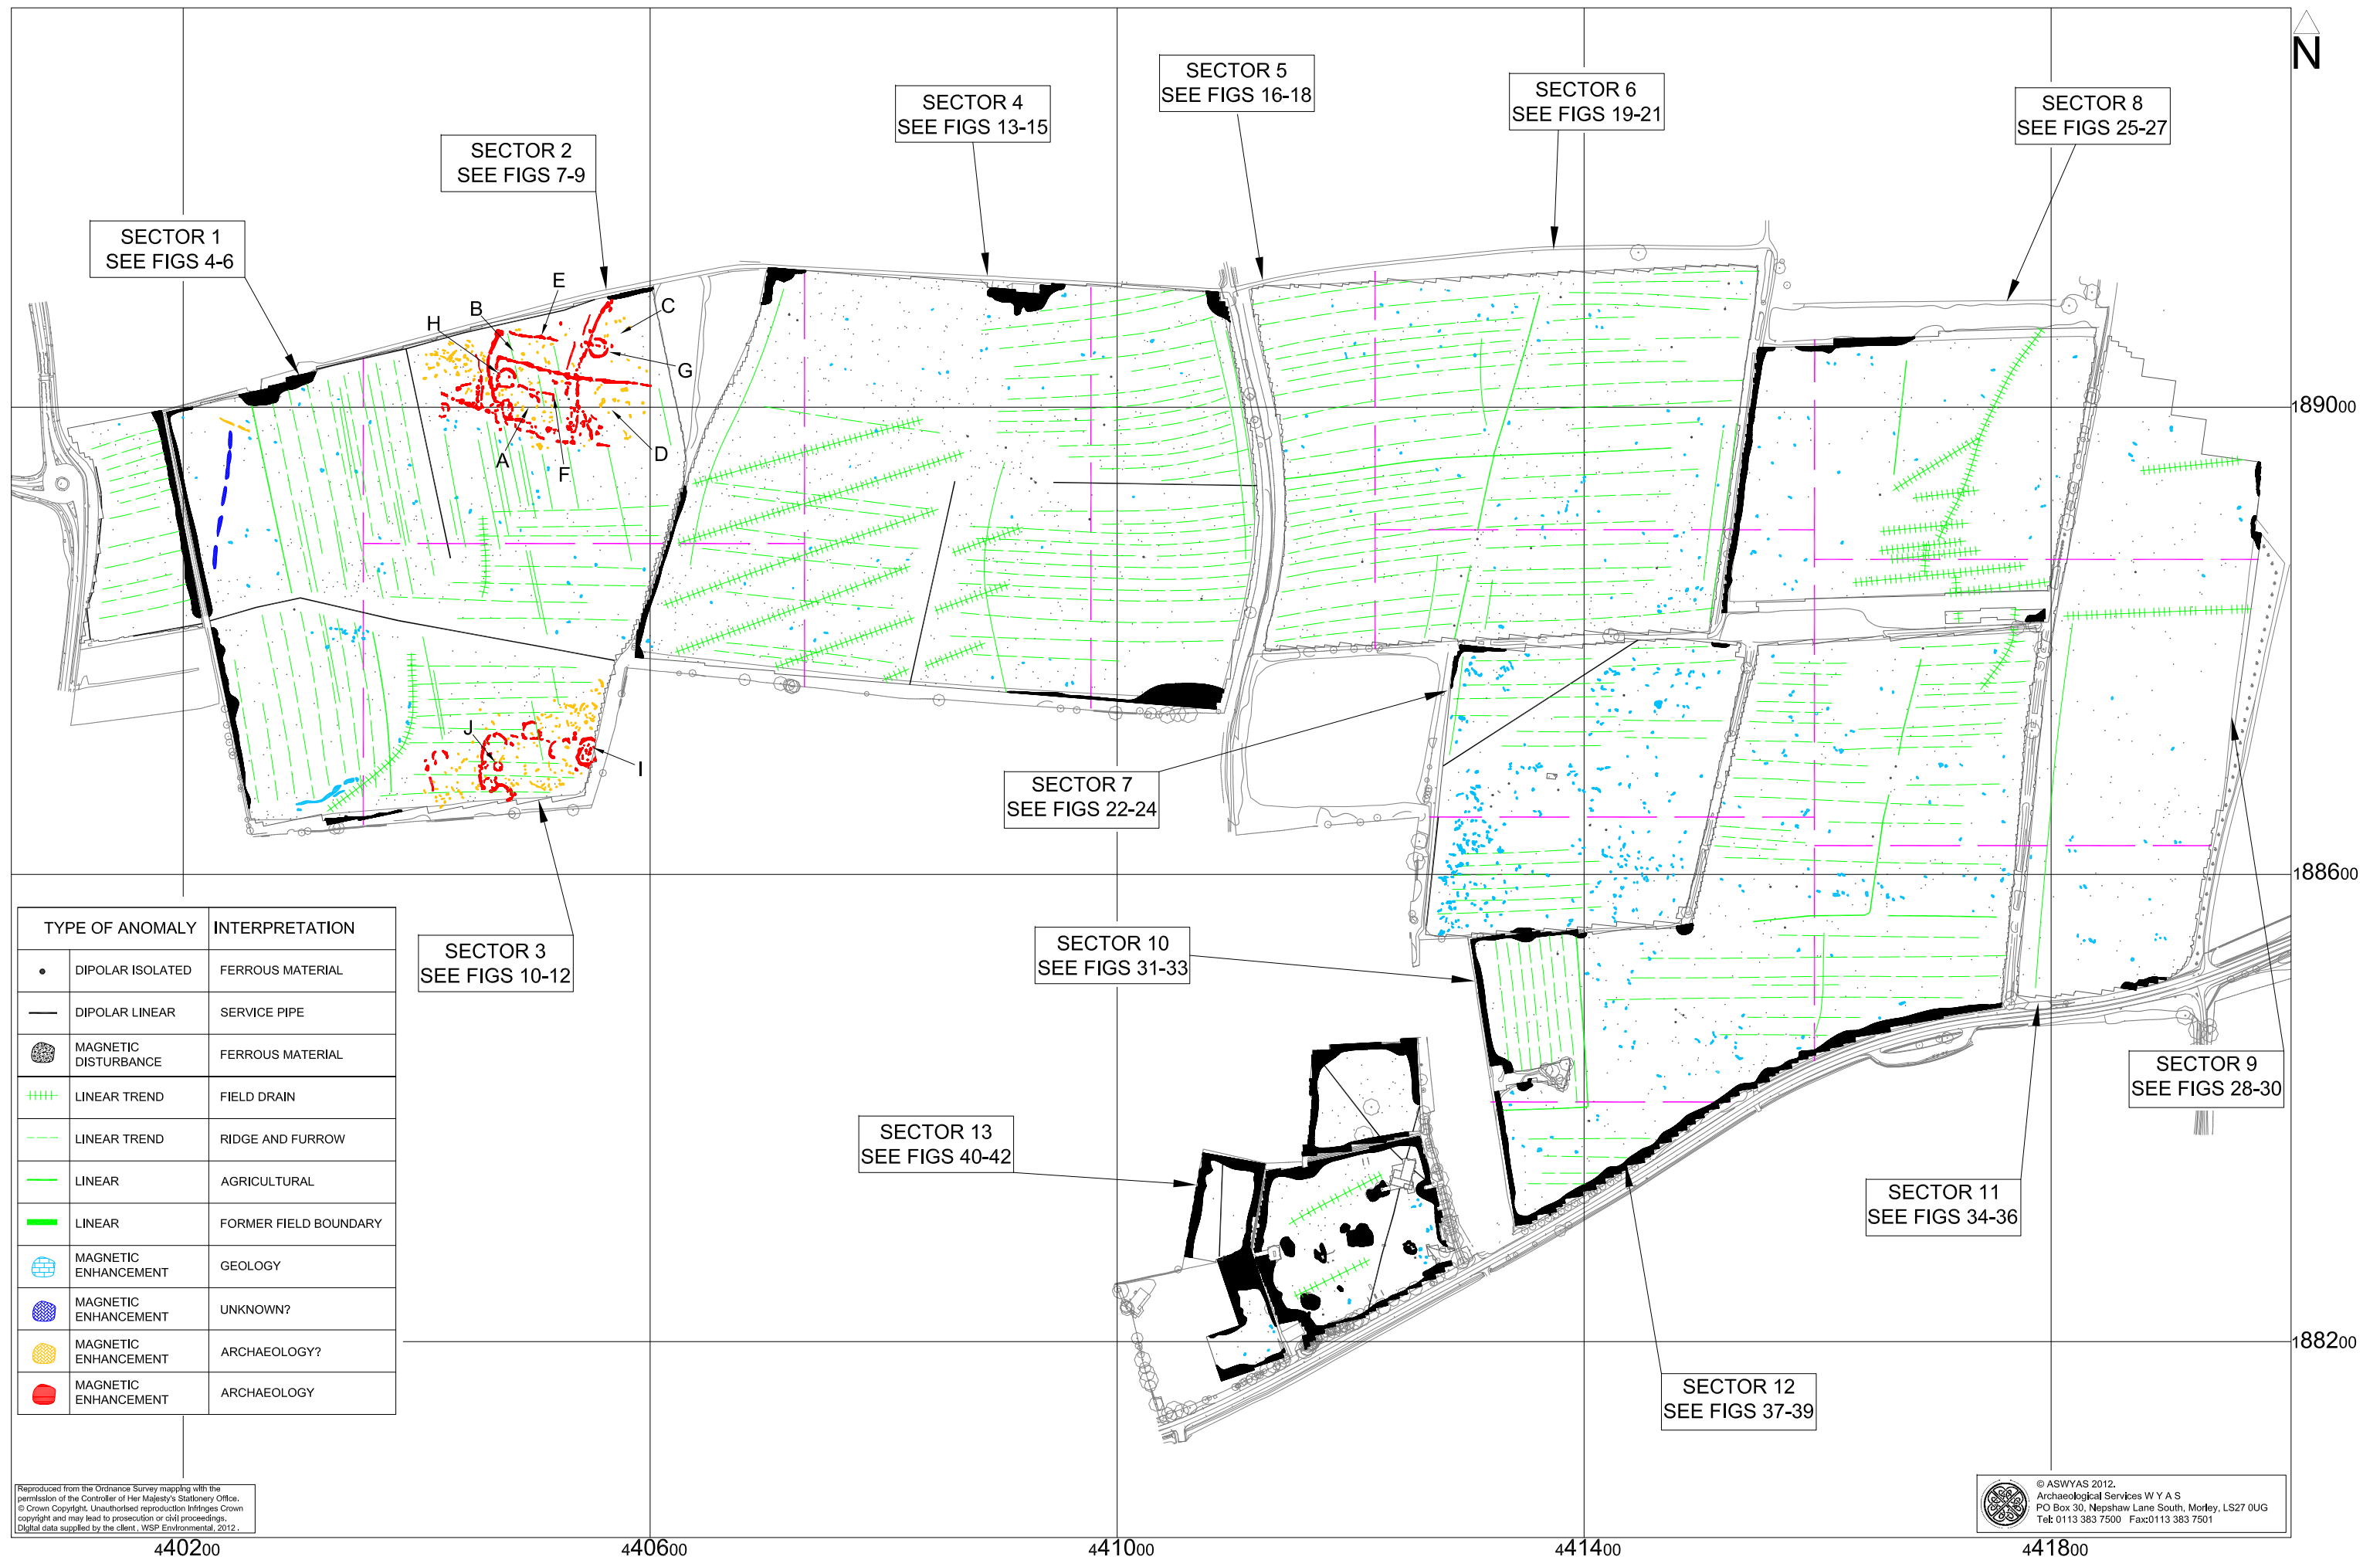 N
SECTOR 5
SEE FIGS 16-18
SECTOR 6
SEE FIGS 19-21
SECTOR 4
SEE FIGS 13-15
SECTOR 8
SEE FIGS 25-27
SECTOR 2
SEE FIGS 7-9
SECTOR 1
SEE FIGS 4-6
E
B
C
H
G
A
F
D
189000
J
I
SECTOR 7
SEE FIGS 22-24
188600
SECTOR 3
SEE FIGS 10-12
SECTOR 10
SEE FIGS 31-33
SECTOR 9
SEE FIGS 28-30
SECTOR 13
SEE FIGS 40-42
SECTOR 11
SEE FIGS 34-36
188200
SECTOR 12
SEE FIGS 37-39
TYPE OF ANOMALY INTERPRETATION
DIPOLAR ISOLATED FERROUS MATERIAL
DIPOLAR LINEAR SERVICE PIPE
MAGNETIC
DISTURBANCE FERROUS MATERIAL
LINEAR TREND FIELD DRAIN
LINEAR TREND RIDGE AND FURROW
LINEAR AGRICULTURAL
LINEAR FORMER FIELD BOUNDARY
MAGNETIC
ENHANCEMENT GEOLOGY
MAGNETIC
ENHANCEMENT UNKNOWN?
MAGNETIC
ENHANCEMENT ARCHAEOLOGY?
MAGNETIC
ENHANCEMENT ARCHAEOLOGY
Reproduced from the Ordnance Survey mapping with the
permission of the Controller of Her Majesty's Stationery Office.
© Crown Copyright. Unauthorised reproduction infringes Crown
copyright and may lead to prosecution or civil proceedings.
Digital data supplied by the client, WSP Environmental, 2012.
© ASWYAS 2012.
Archaeological Services W Y A S
PO Box 30, Nepshaw Lane South, Morley, LS27 0UG
Tel: 0113 383 7500 Fax:0113 383 7501
440200
440600
441000
441400
441800